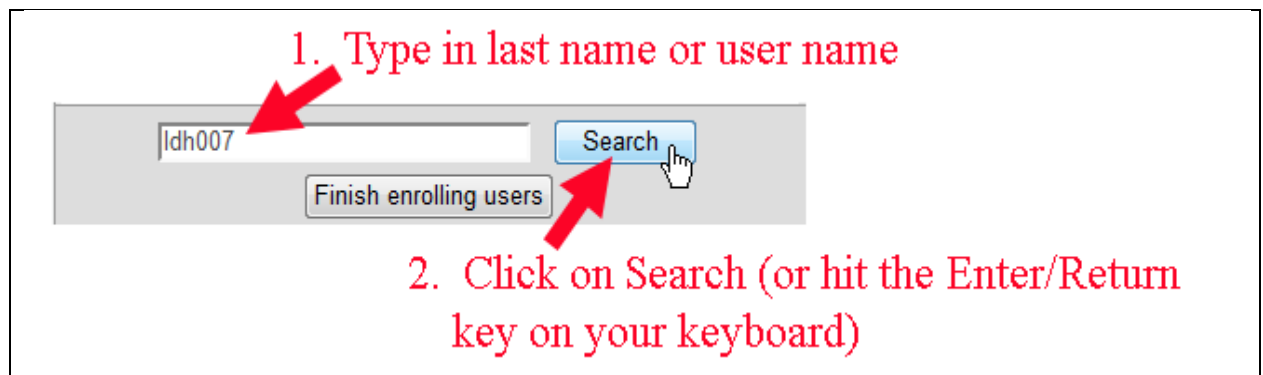 1. Type in last name or user name
ldh007 Search
Finish enrolling users
2. Click on Search (or hit the Enter/Return
key on your keyboard)